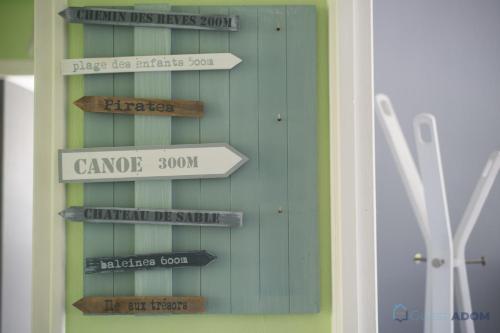 CHEMIN DES REVES 200M
plage des enfants 500m
Pirates
CANOE 300M
CHATEAU DE SABLE
baleines 600m
Ile aux trésors